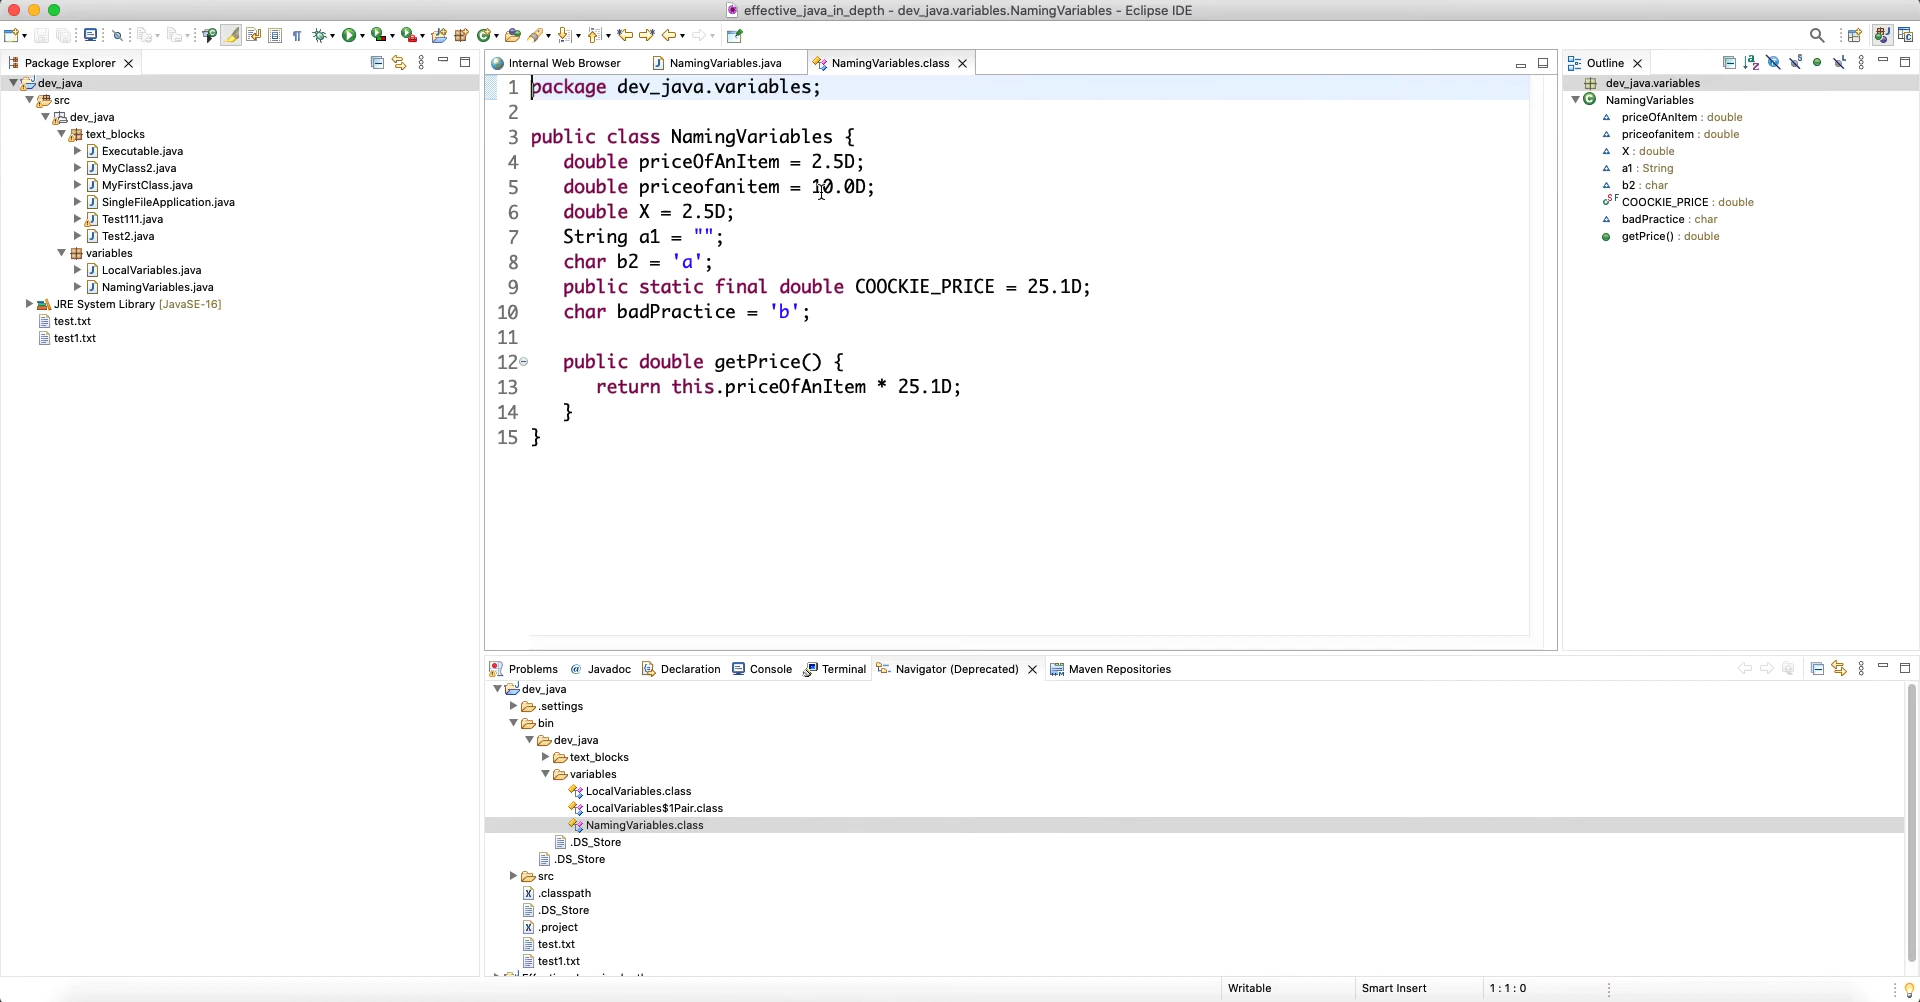 effective_java_in_depth - dev_java.variables.NamingVariables - Eclipse IDE
Package Explorer
dev_java
src
dev_java
text_blocks
Executable.java
MyClass2.java
MyFirstClass.java
SingleFileApplication.java
Test111.java
Test2.java
variables
LocalVariables.java
NamingVariables.java
JRE System Library [JavaSE-16]
test.txt
test1.txt
Internal Web Browser NamingVariables.java NamingVariables.class
1 package dev_java.variables;
2
3 public class NamingVariables {
4 double priceOfAnItem = 2.5D;
5 double priceofanitem = 10.0D;
6 double X = 2.5D;
7 String a1 = "";
8 char b2 = 'a';
9 public static final double COOCKIE_PRICE = 25.1D;
10 char badPractice = 'b';
11
12 public double getPrice() {
13 return this.priceOfAnItem * 25.1D;
14 }
15 }
Outline
dev_java.variables
NamingVariables
priceOfAnItem : double
priceofanitem : double
X : double
a1 : String
b2 : char
COOCKIE_PRICE : double
badPractice : char
getPrice() : double
Problems @ Javadoc Declaration Console Terminal Navigator (Deprecated) Maven Repositories
dev_java
.settings
bin
dev_java
text_blocks
variables
LocalVariables.class
LocalVariables$1Pair.class
NamingVariables.class
.DS_Store
.DS_Store
src
.classpath
.DS_Store
.project
test.txt
test1.txt
Writable Smart Insert 1 : 1 : 0